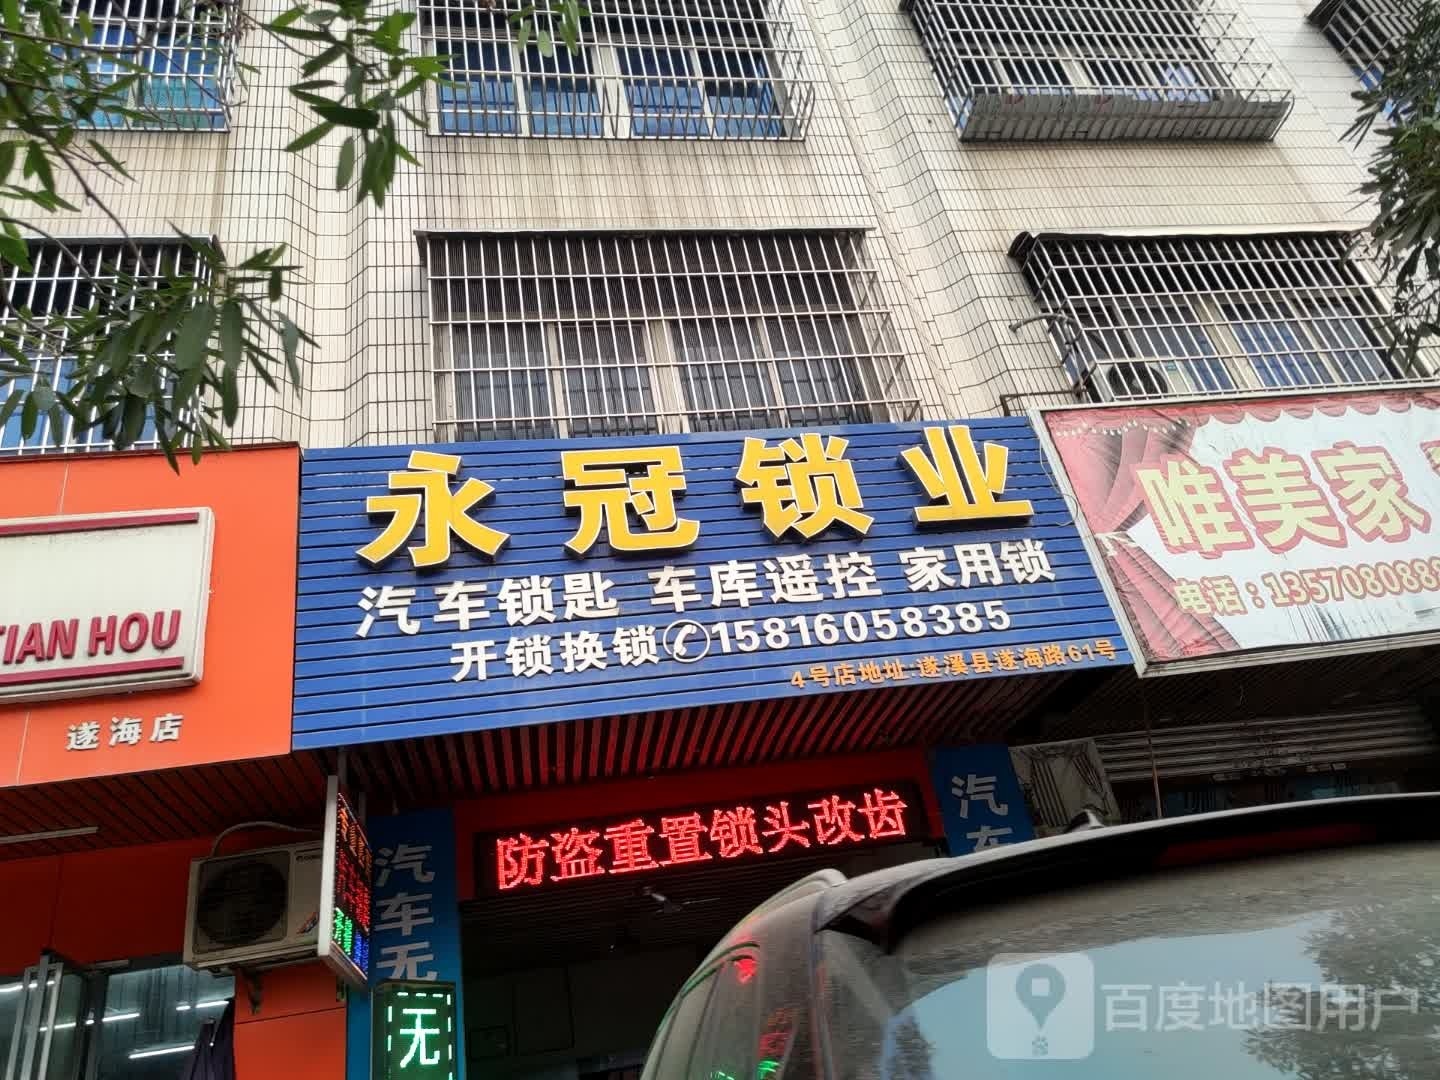 永冠锁业
汽车锁匙 车库遥控 家用锁
开锁换锁✆15816058385
4号店地址:遂溪县遂海路61号
TIAN HOU
遂海店
唯美家
电话:1357080888
防盗重置锁头改齿
汽车无
汽车
无
百度地图用户